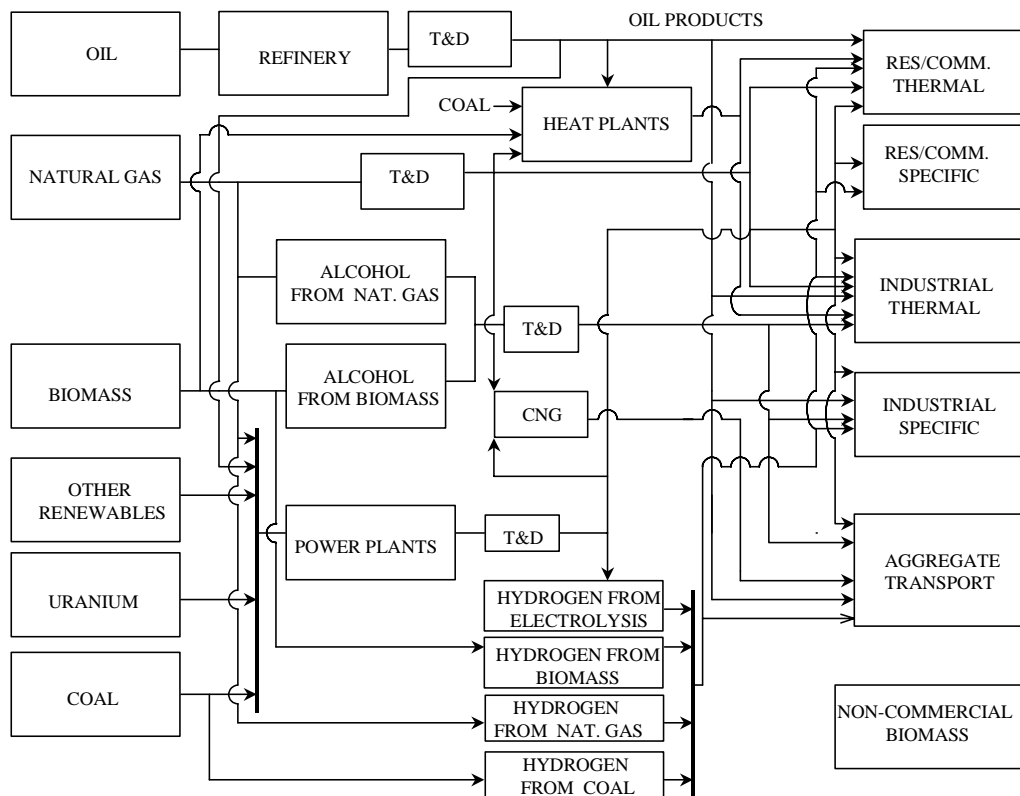 OIL PRODUCTS
OIL
REFINERY
T&D
RES/COMM.
THERMAL
COAL
HEAT PLANTS
NATURAL GAS
T&D
RES/COMM.
SPECIFIC
ALCOHOL
FROM NAT. GAS
INDUSTRIAL
THERMAL
T&D
BIOMASS
ALCOHOL
FROM BIOMASS
CNG
INDUSTRIAL
SPECIFIC
OTHER
RENEWABLES
POWER PLANTS
T&D
AGGREGATE
TRANSPORT
URANIUM
HYDROGEN FROM
ELECTROLYSIS
HYDROGEN FROM
BIOMASS
COAL
HYDROGEN
FROM NAT. GAS
NON-COMMERCIAL
BIOMASS
HYDROGEN
FROM COAL